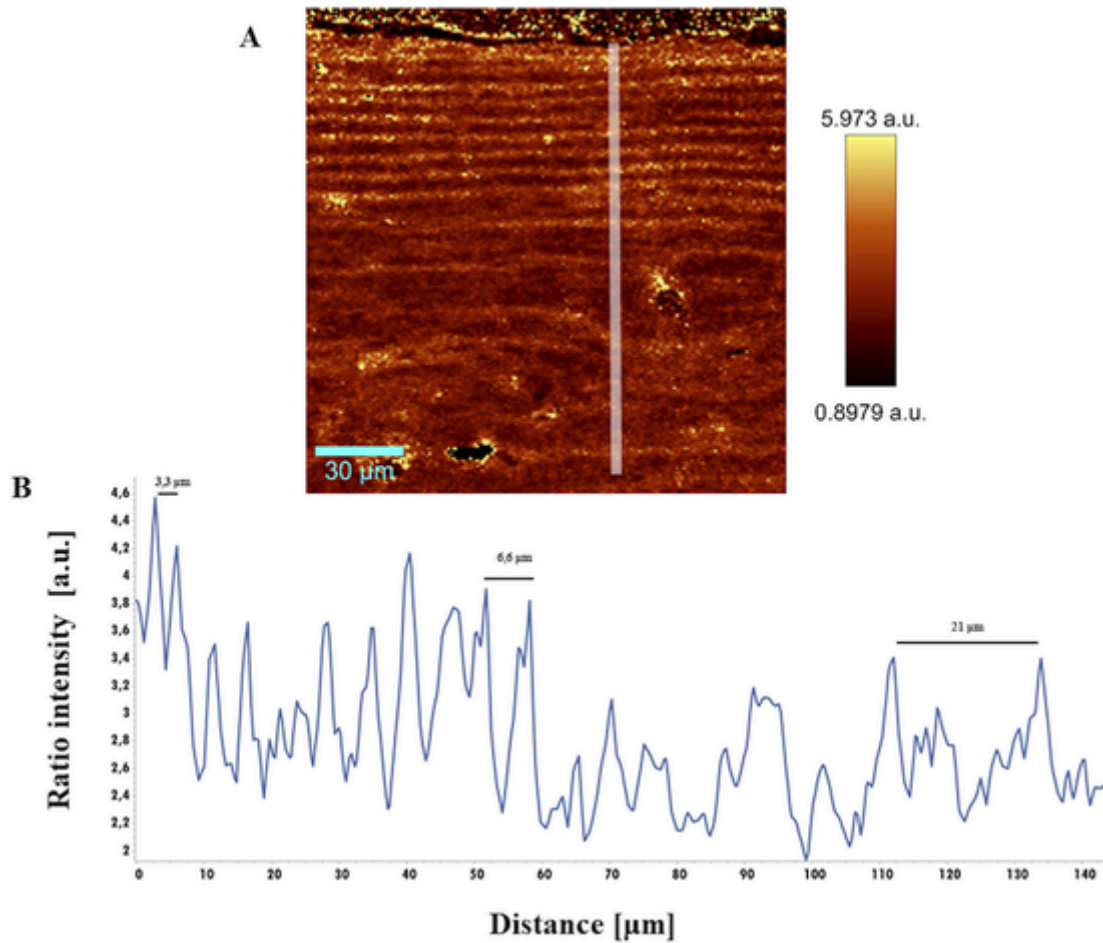 A
5.973 a.u.
0.8979 a.u.
30 µm
B
3,3 µm
6,6 µm
21 µm
4,6
4,4
4,2
4
3,8
3,6
3,4
3,2
3
2,8
2,6
2,4
2,2
2
Ratio intensity [a.u.]
0 10 20 30 40 50 60 70 80 90 100 110 120 130 140
Distance [µm]